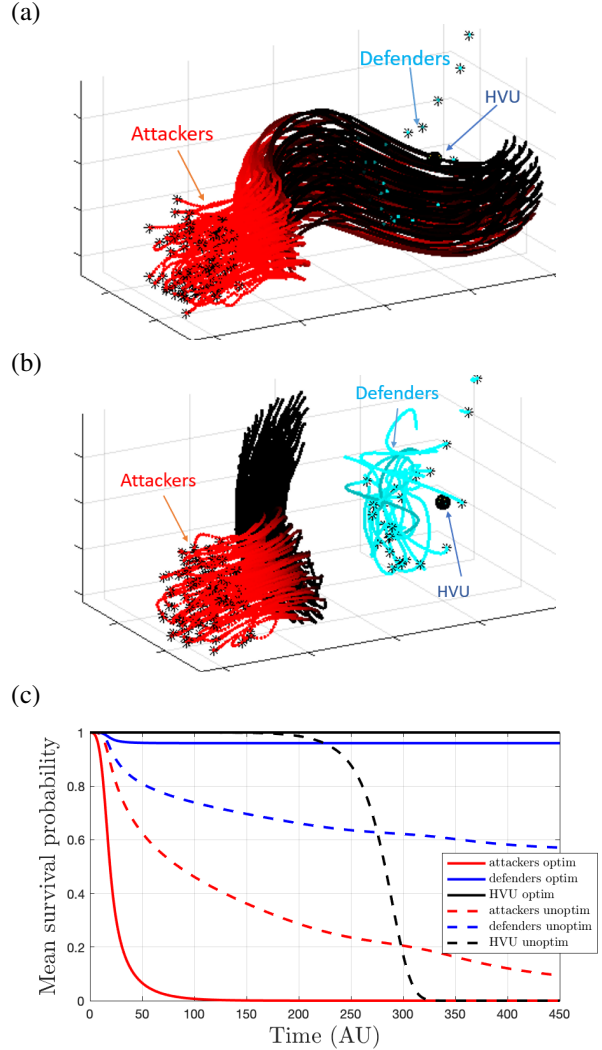 (a)
Defenders
HVU
Attackers
(b)
Defenders
Attackers
HVU
(c)
Mean survival probability
1
0.8
0.6
0.4
0.2
0
attackers optim
defenders optim
HVU optim
attackers unoptim
defenders unoptim
HVU unoptim
0 50 100 150 200 250 300 350 400 450
Time (AU)